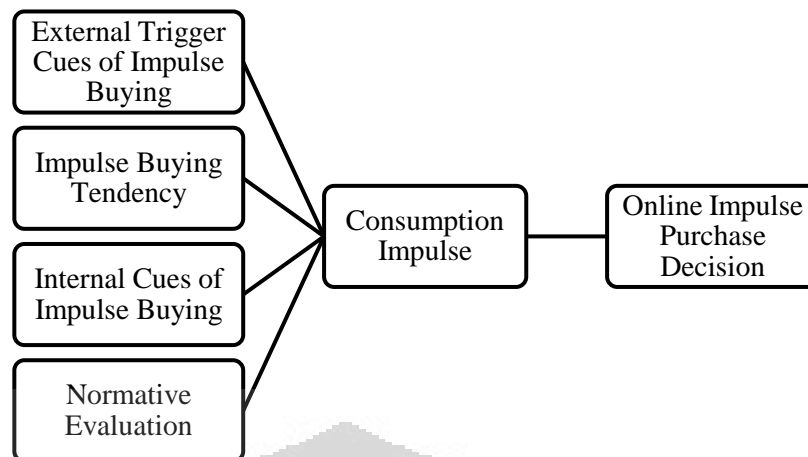 External Trigger
Cues of Impulse
Buying
Impulse Buying
Tendency
Internal Cues of
Impulse Buying
Normative
Evaluation
Consumption
Impulse
Online Impulse
Purchase
Decision